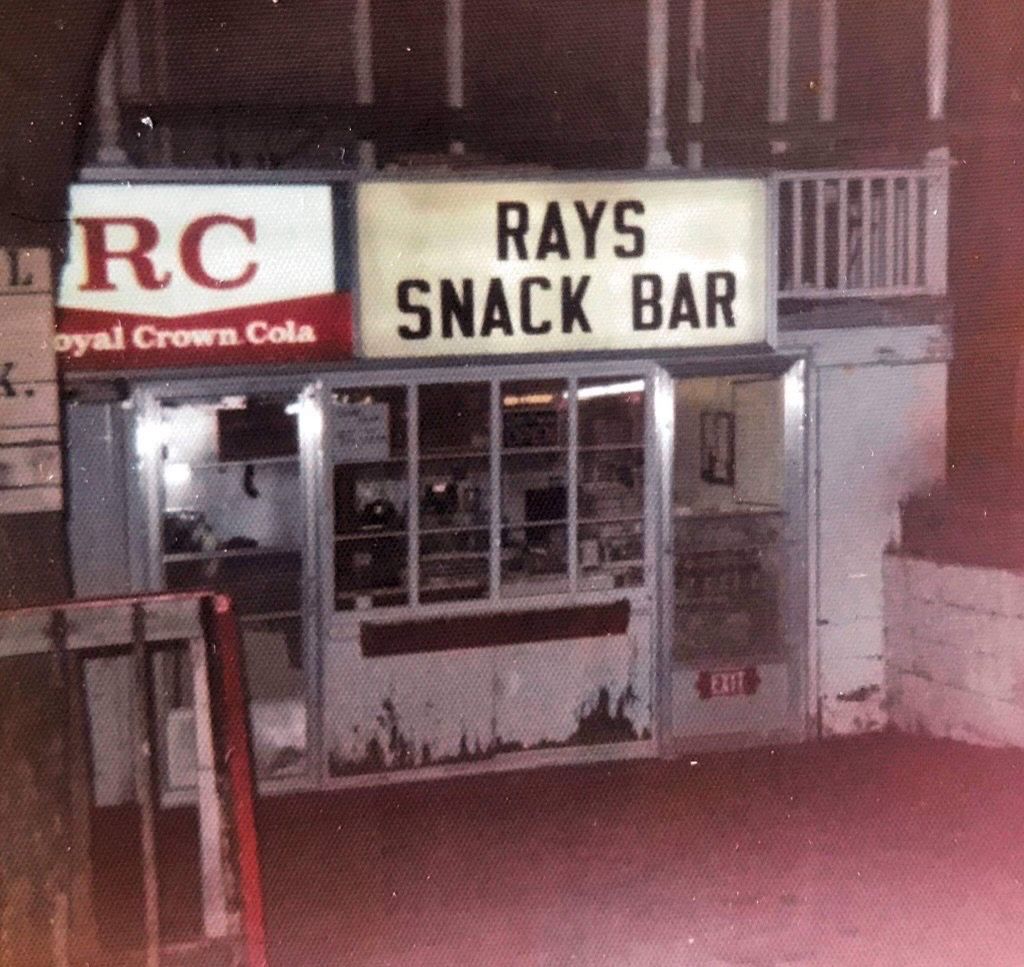 RC
oyal Crown Cola
RAYS
SNACK BAR
L
K.
EXIT